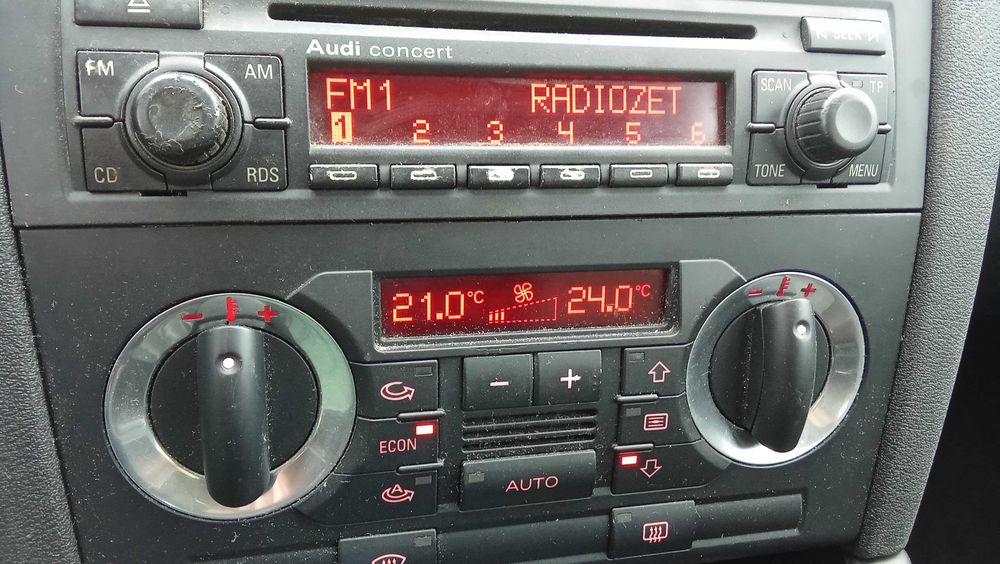 SEEK
Audi concert
FM AM
SCAN TP
FM1 RADIOZET
1 2 3 4 5 6
CD RDS
TONE MENU
21.0°C 24.0°C
- +
- +
- +
ECON
A
AUTO